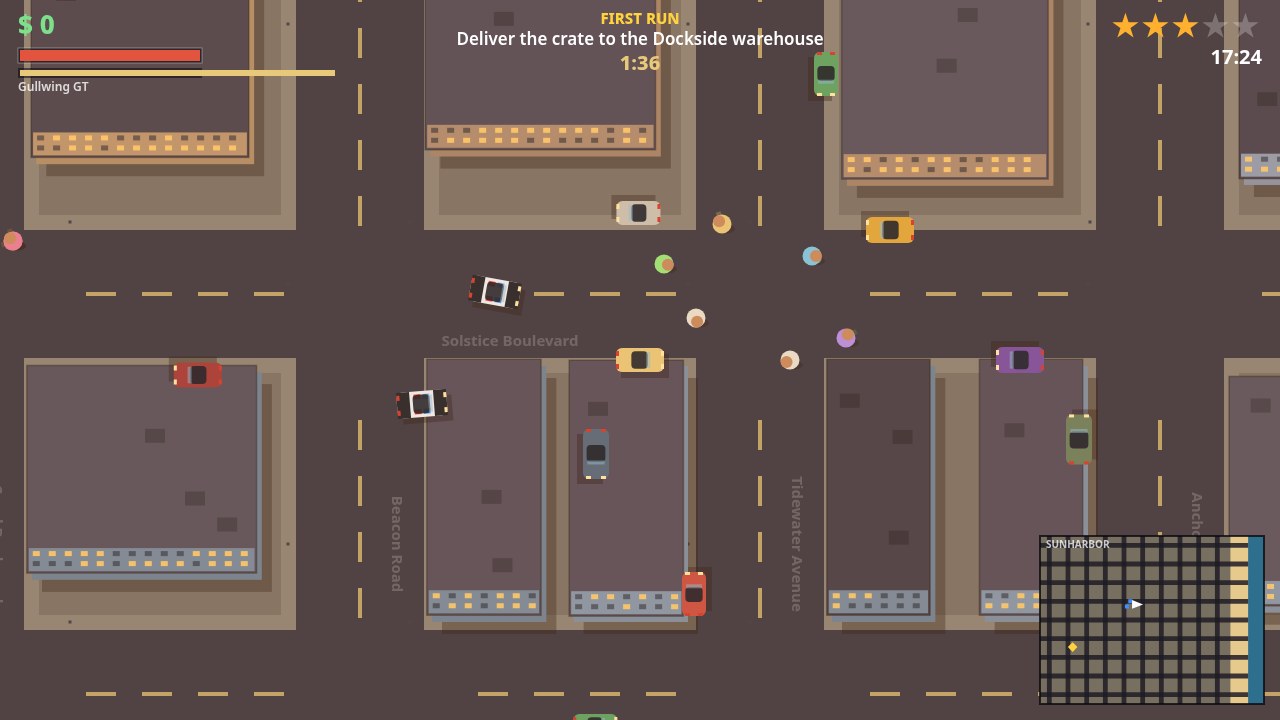 $ 0
Gullwing GT
FIRST RUN
Deliver the crate to the Dockside warehouse
1:36
17:24
Solstice Boulevard
Beacon Road
Tidewater Avenue
SUNHARBOR